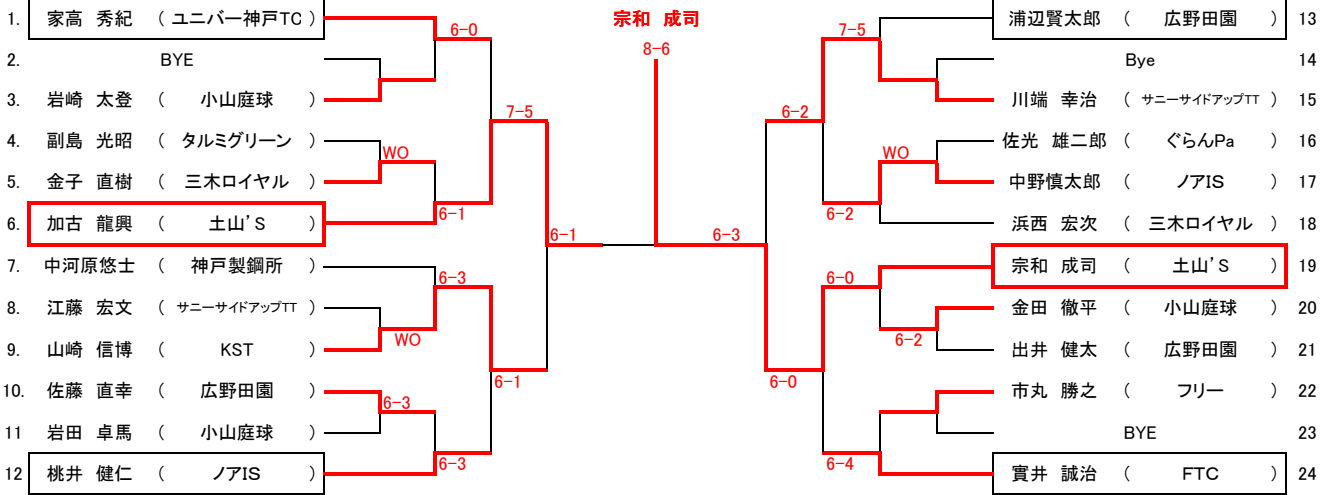 宗和 成司
8-6
1. 家高 秀紀 ( ユニバー神戸TC )
2. BYE
3. 岩崎 太登 ( 小山庭球 )
4. 副島 光昭 ( タルミグリーン )
5. 金子 直樹 ( 三木ロイヤル )
6. 加古 龍興 ( 土山'S )
7. 中河原悠士 ( 神戸製鋼所 )
8. 江藤 宏文 ( サニーサイドアップTT )
9. 山崎 信博 ( KST )
10. 佐藤 直幸 ( 広野田園 )
11 岩田 卓馬 ( 小山庭球 )
12 桃井 健仁 ( ノアIS )
6-0
WO
6-1
7-5
6-1
6-3
WO
6-1
6-3
6-3
浦辺賢太郎 ( 広野田園 ) 13
Bye 14
川端 幸治 ( サニーサイドアップTT ) 15
佐光 雄二郎 ( ぐらんPa ) 16
中野慎太郎 ( ノアIS ) 17
浜西 宏次 ( 三木ロイヤル ) 18
宗和 成司 ( 土山'S ) 19
金田 徹平 ( 小山庭球 ) 20
出井 健太 ( 広野田園 ) 21
市丸 勝之 ( フリー ) 22
BYE 23
實井 誠治 ( FTC ) 24
7-5
6-2
WO
6-2
6-3
6-0
6-2
6-0
6-4